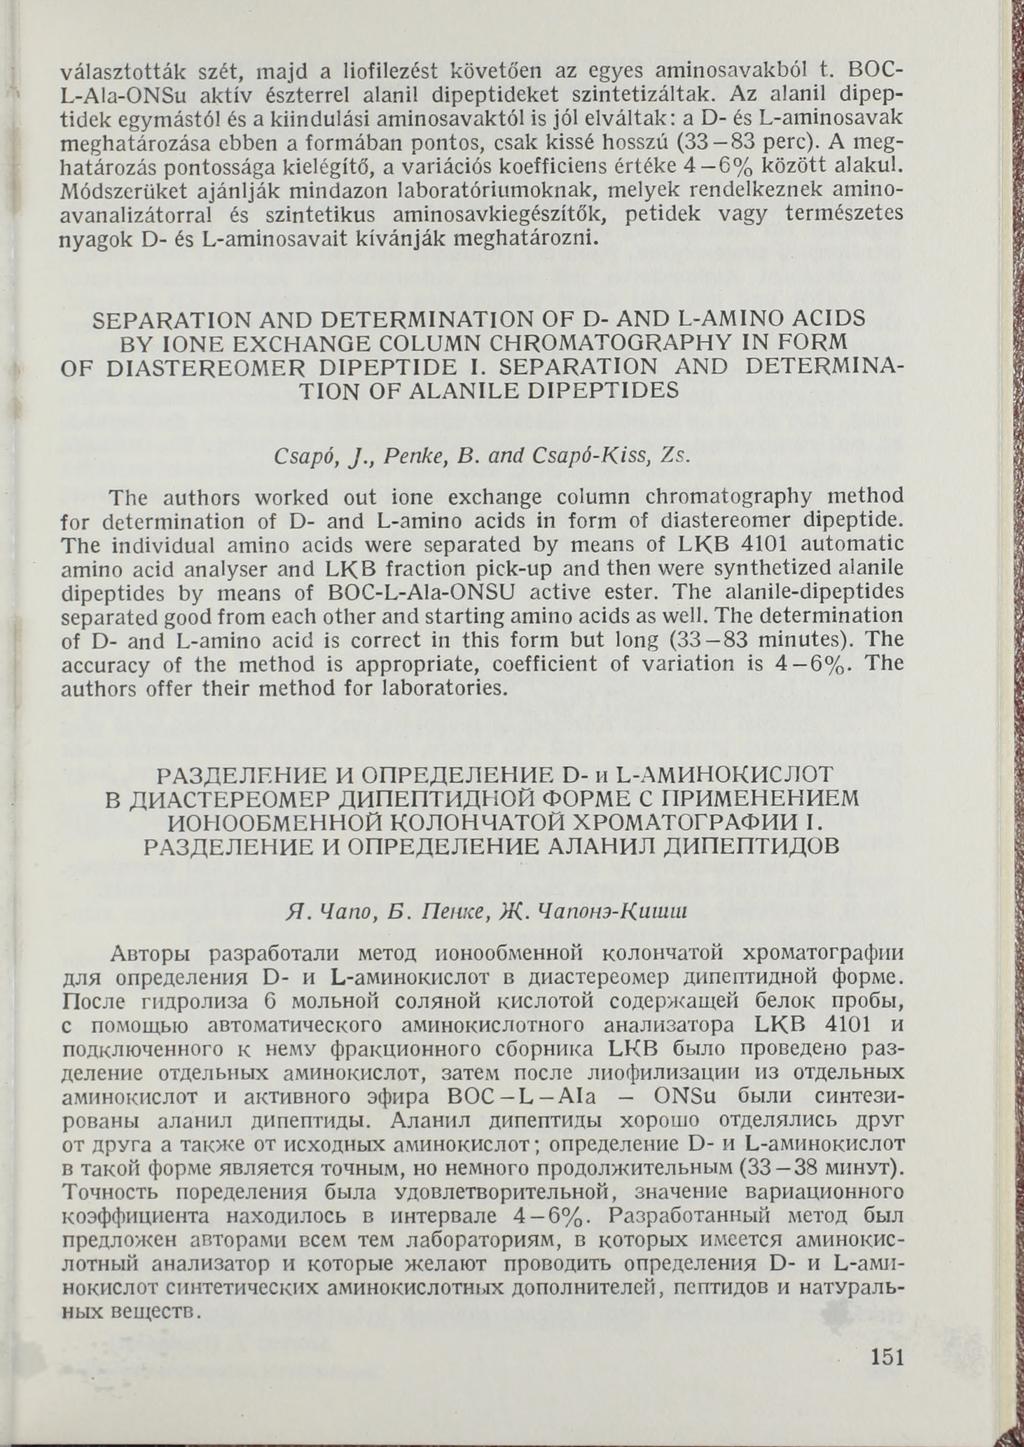 választották szét, majd a liofilezést követően az egyes aminosavakból t. BOC-
L-Ala-ONSu aktív észterrel alanil dipeptideket szintetizáltak. Az alanil dipep-
tidek egymástól és a kiindulási aminosavaktól is jól elváltak: a D- és L-aminosavak
meghatározása ebben a formában pontos, csak kissé hosszú (33—83 perc). A meg-
határozás pontossága kielégítő, a variációs koefficiens értéke 4—6% között alakul.
Módszerüket ajánlják mindazon laboratóriumoknak, melyek rendelkeznek amino-
avanalizátorral és szintetikus aminosavkiegészítők, petidek vagy természetes
nyagok D- és L-aminosavait kívánják meghatározni.
SEPARATION AND DETERMINATION OF D- AND L-AMINO ACIDS
BY IONE EXCHANGE COLUMN CHROMATOGRAPHY IN FORM
OF DIASTEREOMER DIPEPTIDE I. SEPARATION AND DETERMINA-
TION OF ALANILE DIPEPTIDES
Csapó, J., Penke, B. and Csapó-Kiss, Zs.
The authors worked out ione exchange column chromatography method
for determination of D- and L-amino acids in form of diastereomer dipeptide.
The individual amino acids were separated by means of LKB 4101 automatic
amino acid analyser and LKB fraction pick-up and then were synthetized alanile
dipeptides by means of BOC-L-Ala-ONSU active ester. The alanile-dipeptides
separated good from each other and starting amino acids as well. The determination
of D- and L-amino acid is correct in this form but long (33—83 minutes). The
accuracy of the method is appropriate, coefficient of variation is 4—6%. The
authors offer their method for laboratories.
РАЗДЕЛЕНИЕ И ОПРЕДЕЛЕНИЕ D- и L-АМИНОКИСЛОТ
В ДИАСТЕРЕОМЕР ДИПЕПТИДНОЙ ФОРМЕ С ПРИМЕНЕНИЕМ
ИОНООБМЕННОЙ КОЛОНЧАТОЙ ХРОМАТОГРАФИИ I.
РАЗДЕЛЕНИЕ И ОПРЕДЕЛЕНИЕ АЛАНИЛ ДИПЕПТИДОВ
Я. Чапо, Б. Пенке, Ж. Чапонэ-Кишш
Авторы разработали метод ионообменной колончатой хроматографии
для определения D- и L-аминокислот в диастереомер дипептидной форме.
После гидролиза 6 мольной соляной кислотой содержащей белок пробы,
с помощью автоматического аминокислотного анализатора LKB 4101 и
подключенного к нему фракционного сборника LKB было проведено раз-
деление отдельных аминокислот, затем после лиофилизации из отдельных
аминокислот и активного эфира BOC—L—Ala — ONSu были синтези-
рованы аланил дипептиды. Аланил дипептиды хорошо отделялись друг
от друга а также от исходных аминокислот; определение D- и L-аминокислот
в такой форме является точным, но немного продолжительным (33—38 минут).
Точность поределения была удовлетворительной, значение вариационного
коэффициента находилось в интервале 4—6%. Разработанный метод был
предложен авторами всем тем лабораториям, в которых имеется аминокис-
лотный анализатор и которые желают проводить определения D- и L-ами-
нокислот синтетических аминокислотных дополнителей, пептидов и натураль-
ных веществ.
151